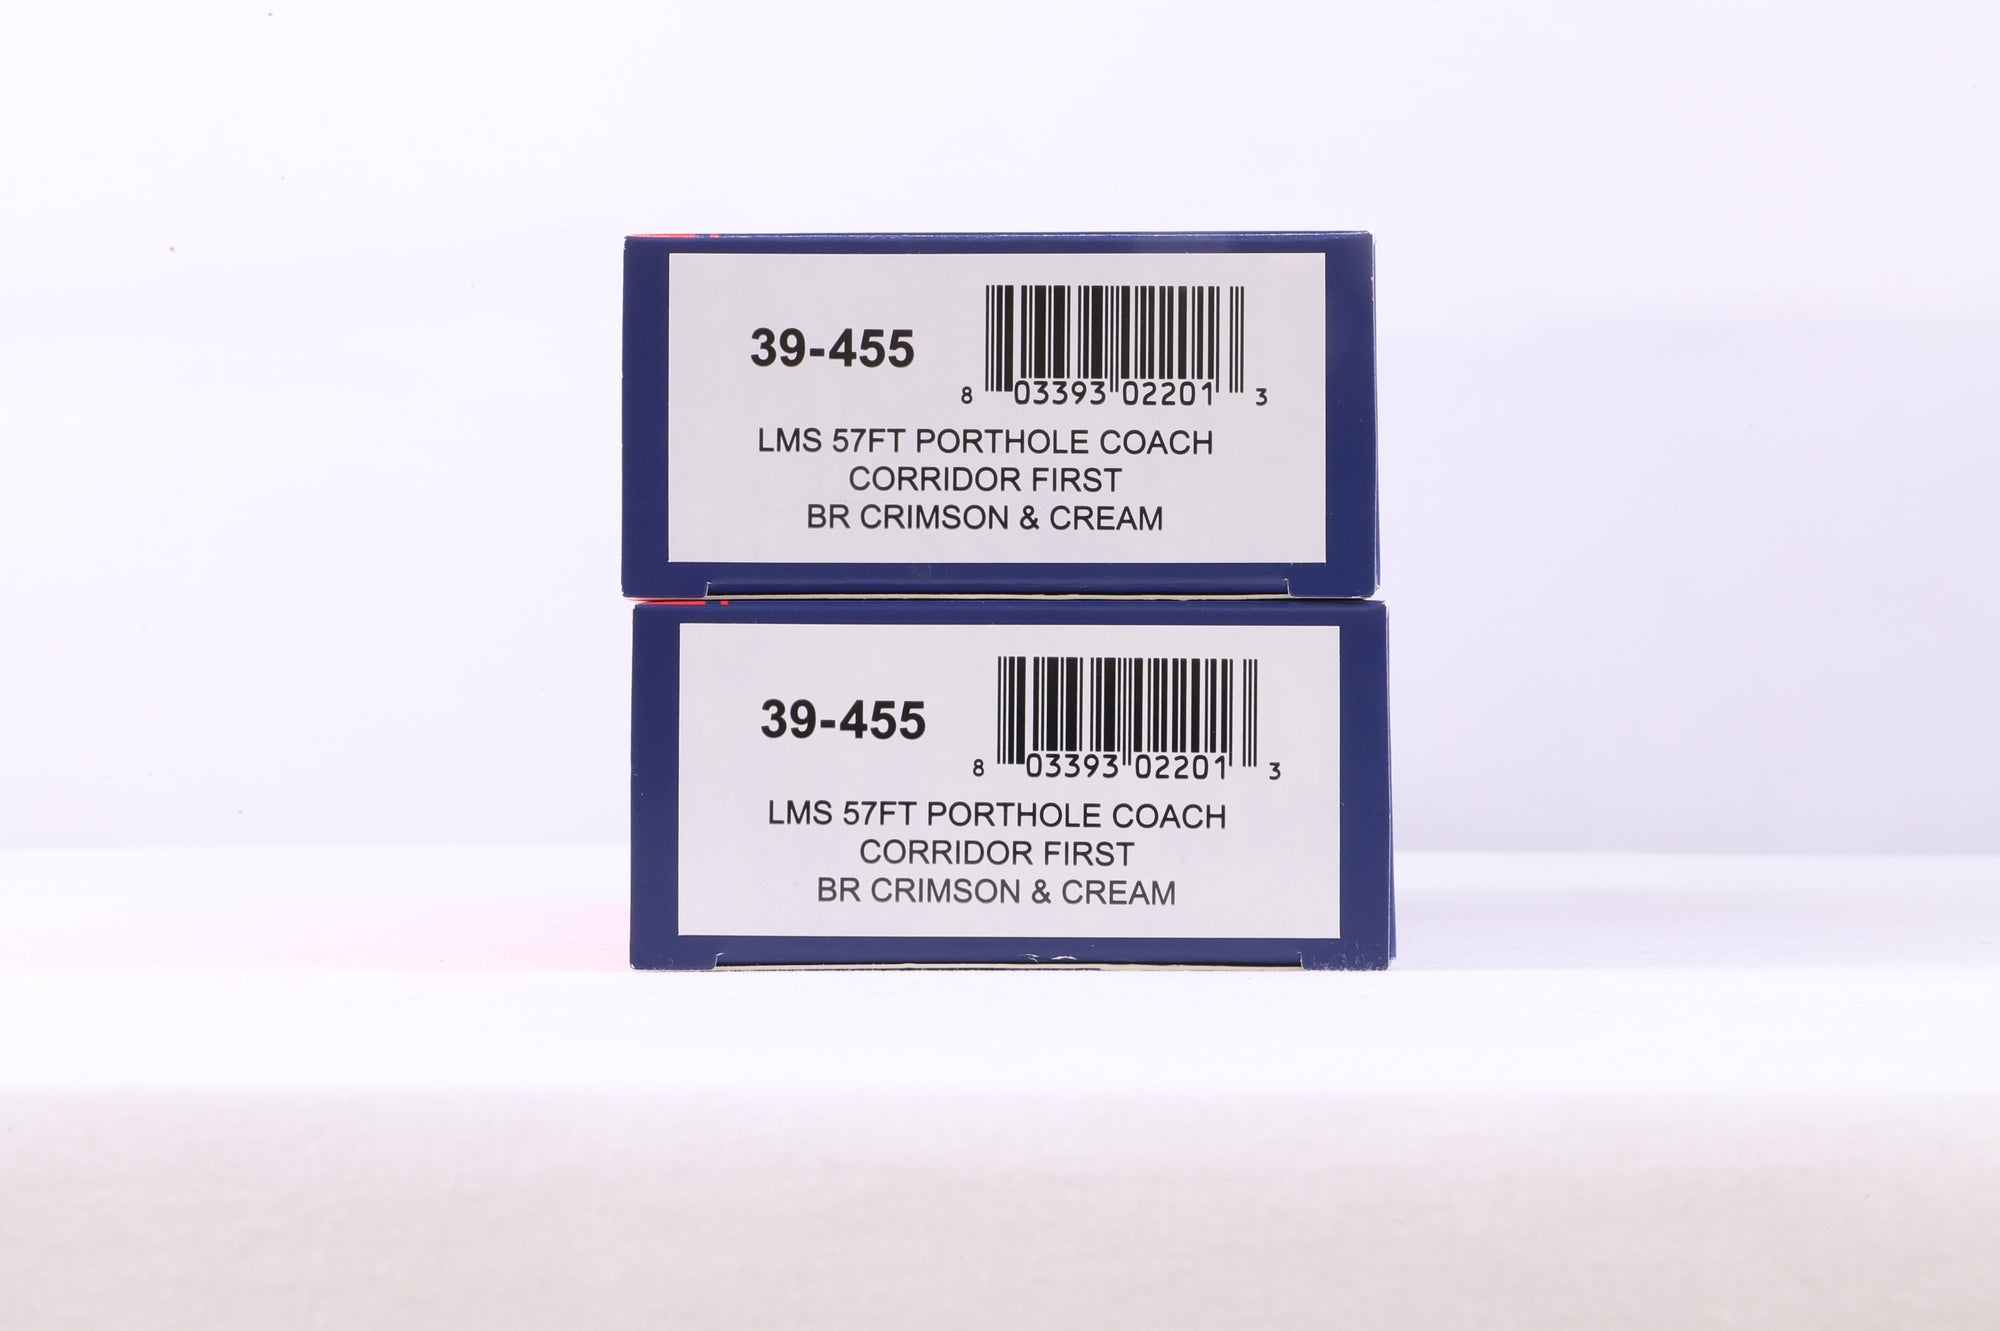 39-455
8 03393 02201 3
LMS 57FT PORTHOLE COACH
CORRIDOR FIRST
BR CRIMSON & CREAM
39-455
8 03393 02201 3
LMS 57FT PORTHOLE COACH
CORRIDOR FIRST
BR CRIMSON & CREAM